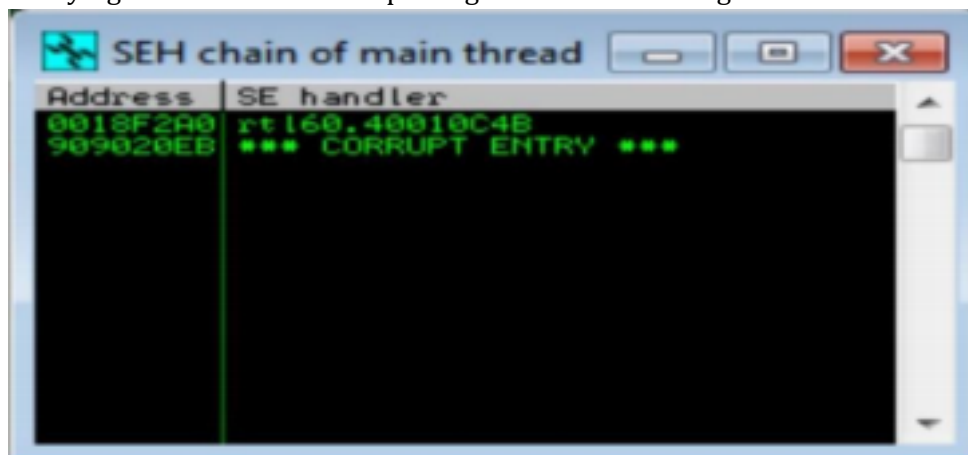 SEH chain of main thread
Address SE handler
0018F2A0 rtl60.40010C4B
909020EB *** CORRUPT ENTRY ***